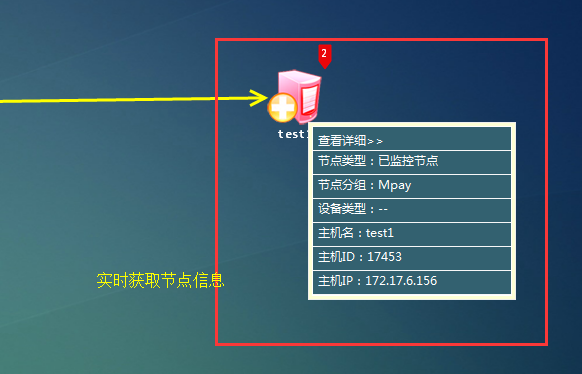 2
test1
查看详细>>
节点类型：已监控节点
节点分组：Mpay
设备类型：--
主机名：test1
主机ID：17453
主机IP：172.17.6.156
实时获取节点信息